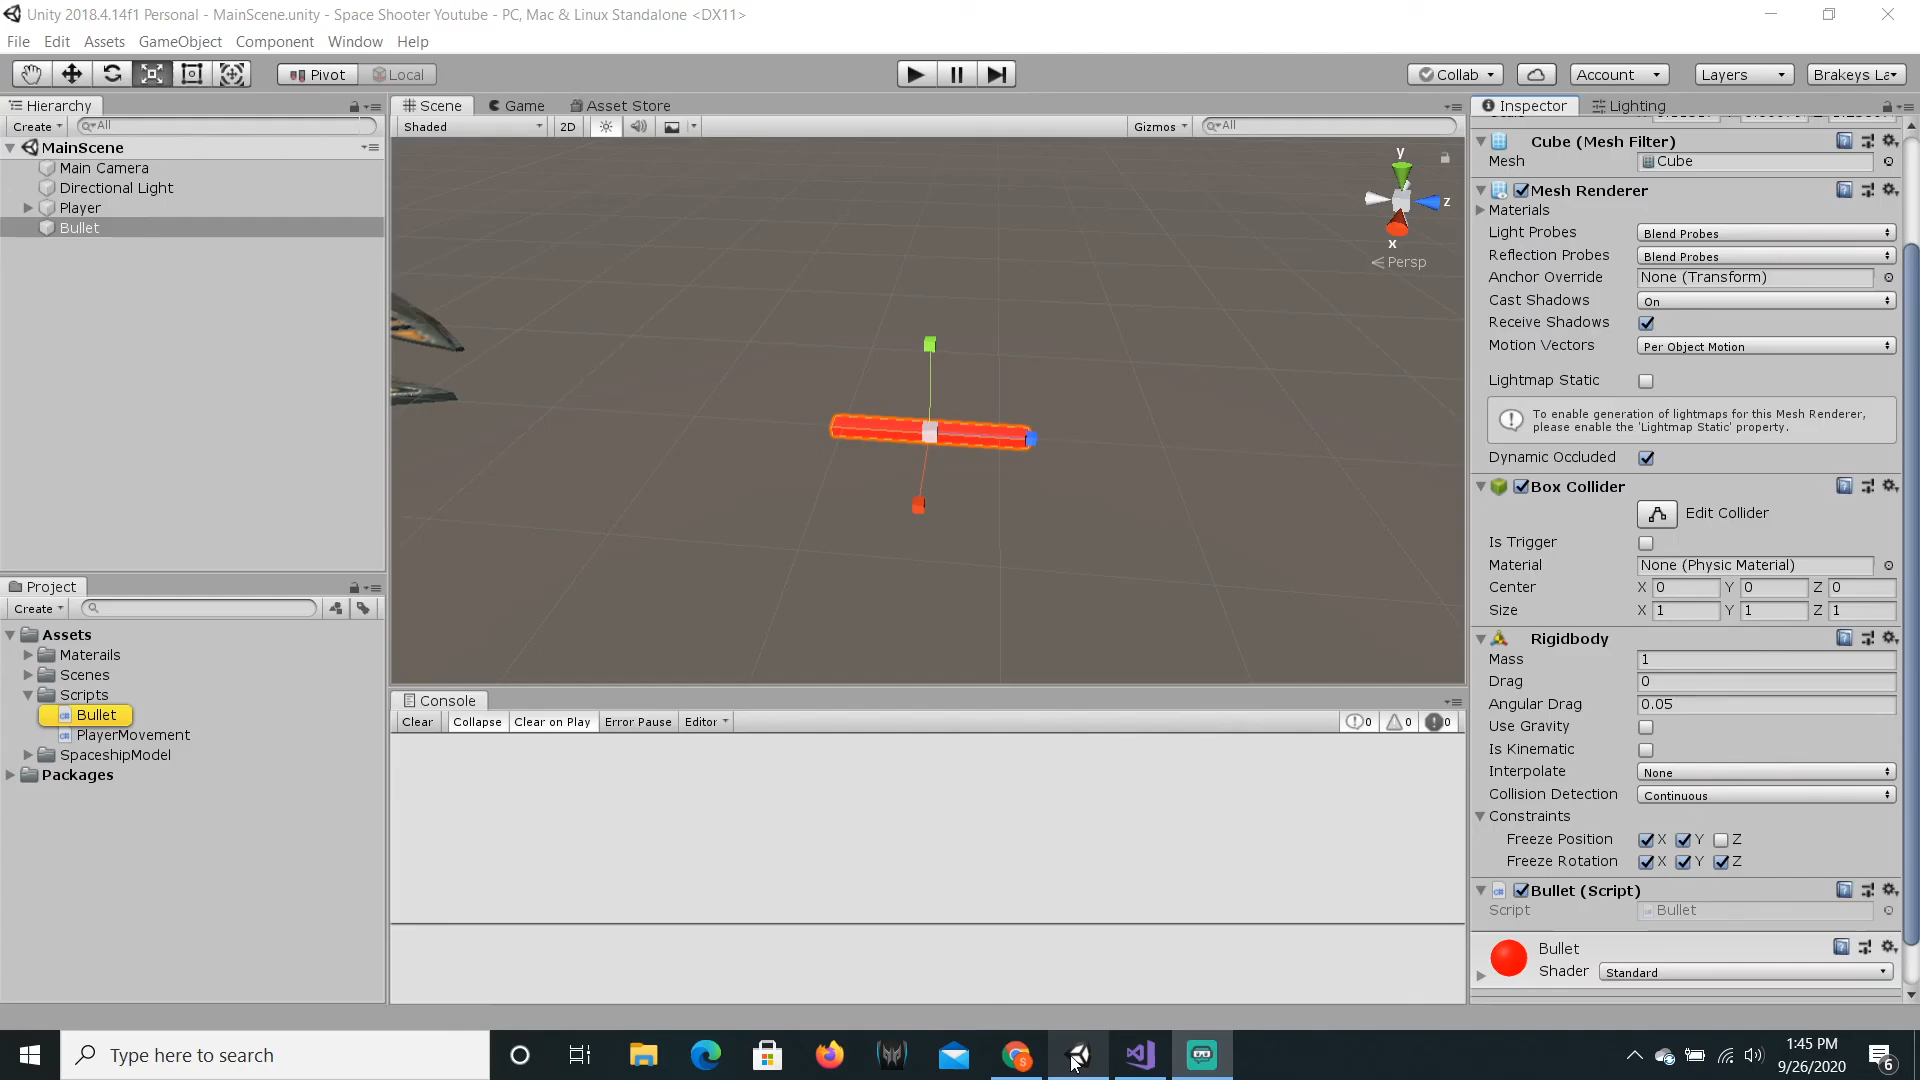 Unity 2018.4.14f1 Personal - MainScene.unity - Space Shooter Youtube - PC, Mac & Linux Standalone <DX11>
File Edit Assets GameObject Component Window Help
Pivot Local Collab Account Layers Brakeys La
Hierarchy
Create All
MainScene
Main Camera
Directional Light
Player
Bullet
Project
Create
Assets
Materails
Scenes
Scripts
Bullet
PlayerMovement
SpaceshipModel
Packages
Scene Game Asset Store
Shaded 2D Gizmos All
y
z
x
Persp
Console
Clear Collapse Clear on Play Error Pause Editor 0 0 0
Inspector Lighting
Cube (Mesh Filter)
Mesh Cube
Mesh Renderer
Materials
Light Probes Blend Probes
Reflection Probes Blend Probes
Anchor Override None (Transform)
Cast Shadows On
Receive Shadows
Motion Vectors Per Object Motion
Lightmap Static
To enable generation of lightmaps for this Mesh Renderer,
please enable the 'Lightmap Static' property.
Dynamic Occluded
Box Collider
Edit Collider
Is Trigger
Material None (Physic Material)
Center X 0 Y 0 Z 0
Size X 1 Y 1 Z 1
Rigidbody
Mass 1
Drag 0
Angular Drag 0.05
Use Gravity
Is Kinematic
Interpolate None
Collision Detection Continuous
Constraints
Freeze Position X Y Z
Freeze Rotation X Y Z
Bullet (Script)
Script Bullet
Bullet
Shader Standard
Type here to search
1:45 PM
9/26/2020
6